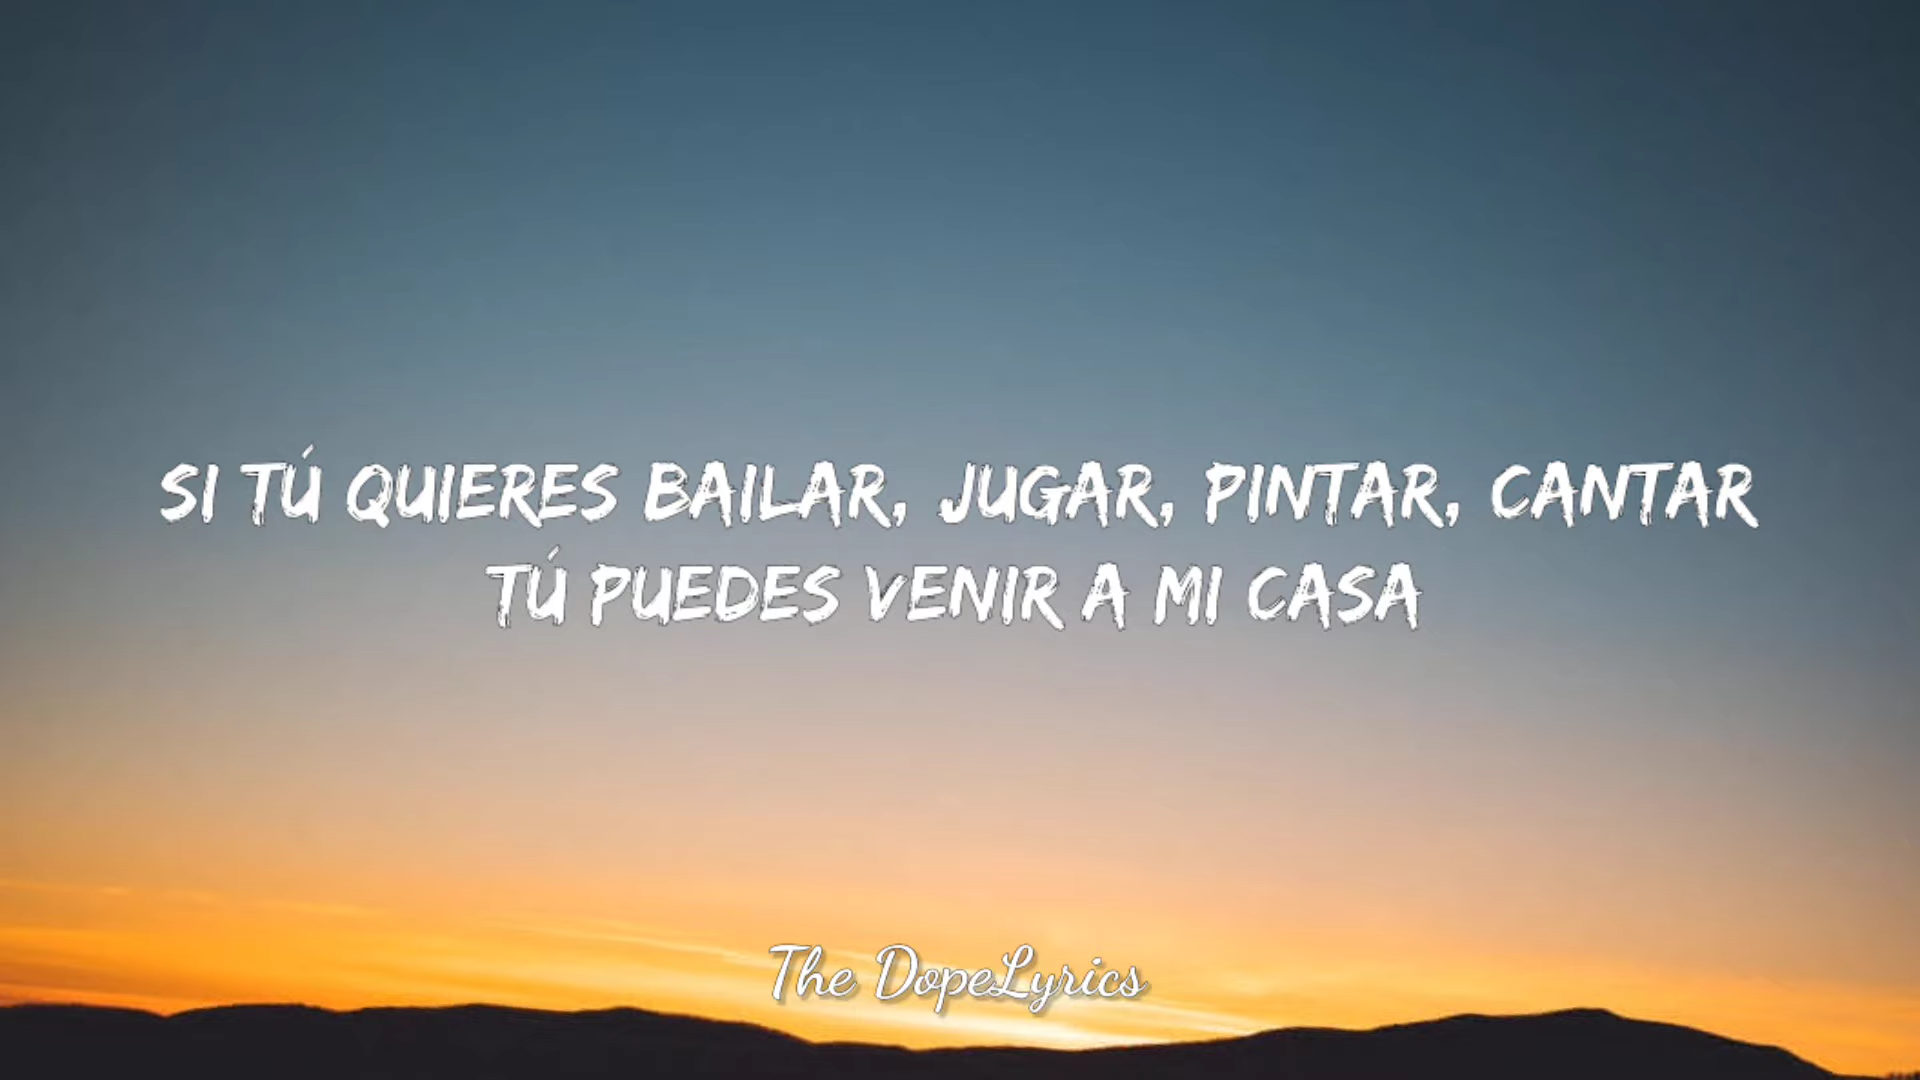 SI TÚ QUIERES BAILAR, JUGAR, PINTAR, CANTAR
TÚ PUEDES VENIR A MI CASA
The DopeLyrics